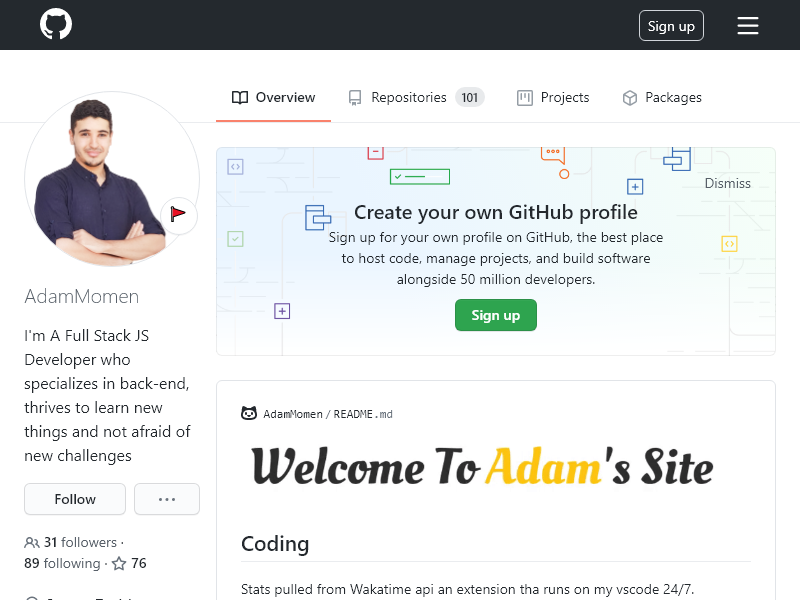 Sign up
Overview
Repositories 101
Projects
Packages
Dismiss
Create your own GitHub profile
Sign up for your own profile on GitHub, the best place
to host code, manage projects, and build software
alongside 50 million developers.
Sign up
AdamMomen
I'm A Full Stack JS
Developer who
specializes in back-end,
thrives to learn new
things and not afraid of
new challenges
Follow
31 followers ·
89 following · 76
AdamMomen / README.md
Welcome To Adam's Site
Coding
Stats pulled from Wakatime api an extension tha runs on my vscode 24/7.